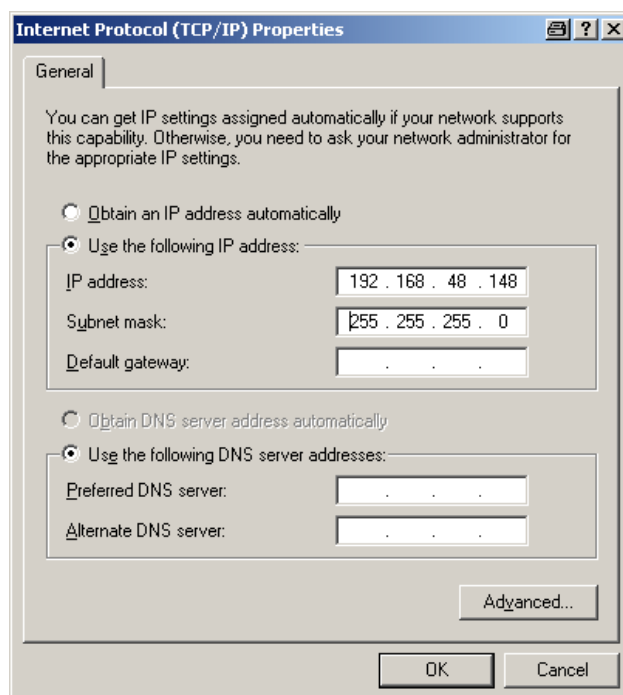 Internet Protocol (TCP/IP) Properties
General
You can get IP settings assigned automatically if your network supports
this capability. Otherwise, you need to ask your network administrator for
the appropriate IP settings.
Obtain an IP address automatically
Use the following IP address:
IP address: 192 . 168 . 48 . 148
Subnet mask: 255 . 255 . 255 . 0
Default gateway: . . .
Obtain DNS server address automatically
Use the following DNS server addresses:
Preferred DNS server: . . .
Alternate DNS server: . . .
Advanced...
OK Cancel